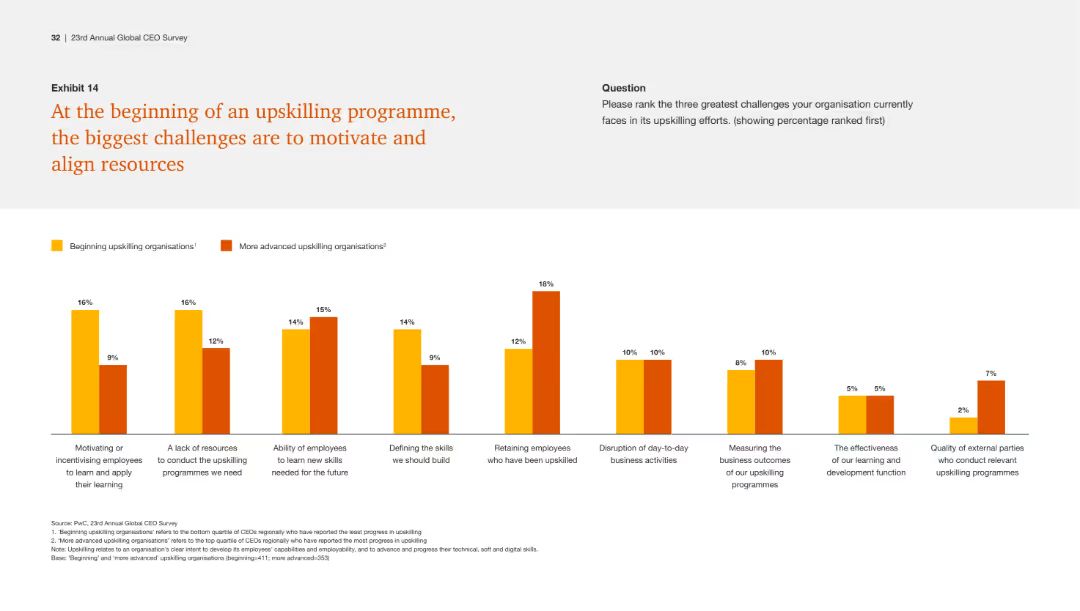 32 | 23rd Annual Global CEO Survey
Exhibit 14
At the beginning of an upskilling programme,
the biggest challenges are to motivate and
align resources
Question
Please rank the three greatest challenges your organisation currently
faces in its upskilling efforts. (showing percentage ranked first)
Beginning upskilling organisations¹
More advanced upskilling organisations²
16% 9%
16% 12%
14% 15%
14% 9%
12% 18%
10% 10%
8% 10%
5% 5%
2% 7%
Motivating or
incentivising employees
to learn and apply
their learning
A lack of resources
to conduct the upskilling
programmes we need
Ability of employees
to learn new skills
needed for the future
Defining the skills
we should build
Retaining employees
who have been upskilled
Disruption of day-to-day
business activities
Measuring the
business outcomes
of our upskilling
programmes
The effectiveness
of our learning and
development function
Quality of external parties
who conduct relevant
upskilling programmes
Source: PwC, 23rd Annual Global CEO Survey
1. 'Beginning upskilling organisations' refers to the bottom quartile of CEOs regionally who have reported the least progress in upskilling
2. 'More advanced upskilling organisations' refers to the top quartile of CEOs regionally who have reported the most progress in upskilling
Note: Upskilling relates to an organisation's clear intent to develop its employees' capabilities and employability, and to advance and progress their technical, soft and digital skills.
Base: 'Beginning' and 'more advanced' upskilling organisations (beginning=411; more advanced=353)